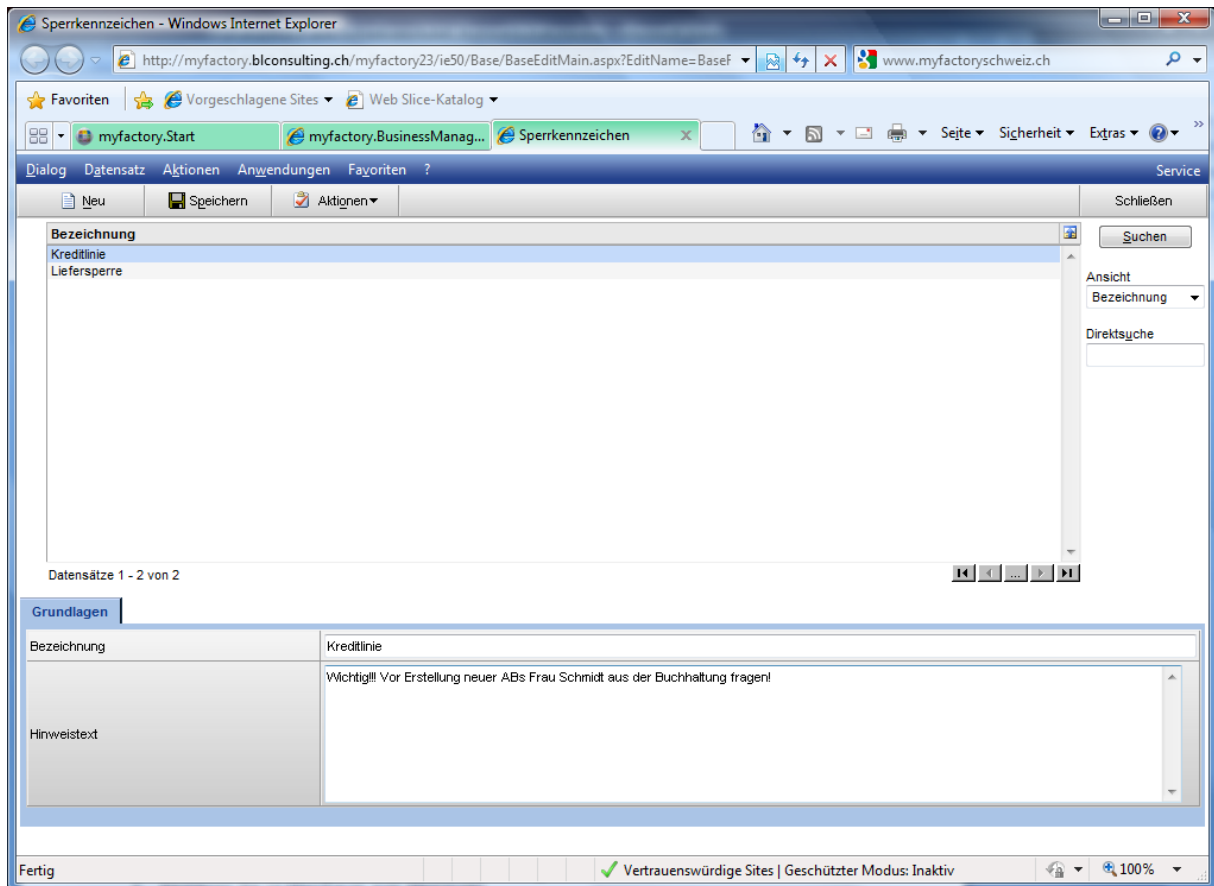 Sperrkennzeichen - Windows Internet Explorer
http://myfactory.blconsulting.ch/myfactory23/ie50/Base/BaseEditMain.aspx?EditName=BaseF www.myfactoryschweiz.ch
Favoriten Vorgeschlagene Sites Web Slice-Katalog
myfactory.Start myfactory.BusinessManag... Sperrkennzeichen Seite Sicherheit Extras
Dialog Datensatz Aktionen Anwendungen Favoriten ? Service
Neu Speichern Aktionen Schließen
Bezeichnung Suchen
Kreditlinie
Liefersperre
Ansicht
Bezeichnung
Direktsuche
Datensätze 1 - 2 von 2 ...
Grundlagen
Bezeichnung Kreditlinie
Wichtig!!! Vor Erstellung neuer ABs Frau Schmidt aus der Buchhaltung fragen!
Hinweistext
Fertig Vertrauenswürdige Sites | Geschützter Modus: Inaktiv 100%